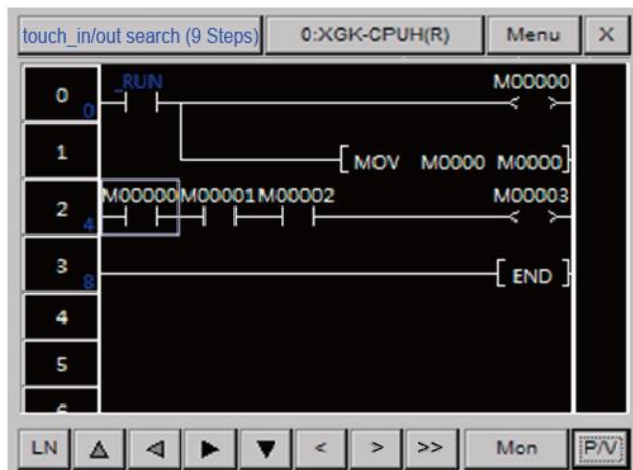 touch_in/out search (9 Steps) 0:XGK-CPUH(R) Menu X
_RUN M00000
0 0
1 MOV M0000 M0000
M00000 M00001 M00002 M00003
2 4
3 8 END
4
5
LN < > >> Mon P/V